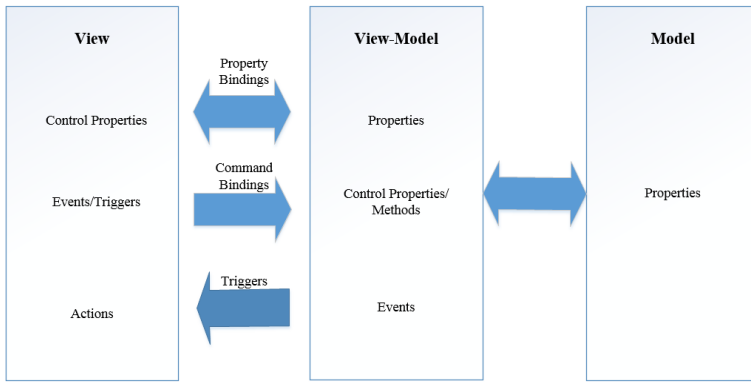 View
View-Model
Model
Property
Bindings
Control Properties
Properties
Command
Bindings
Events/Triggers
Control Properties/
Methods
Properties
Triggers
Actions
Events